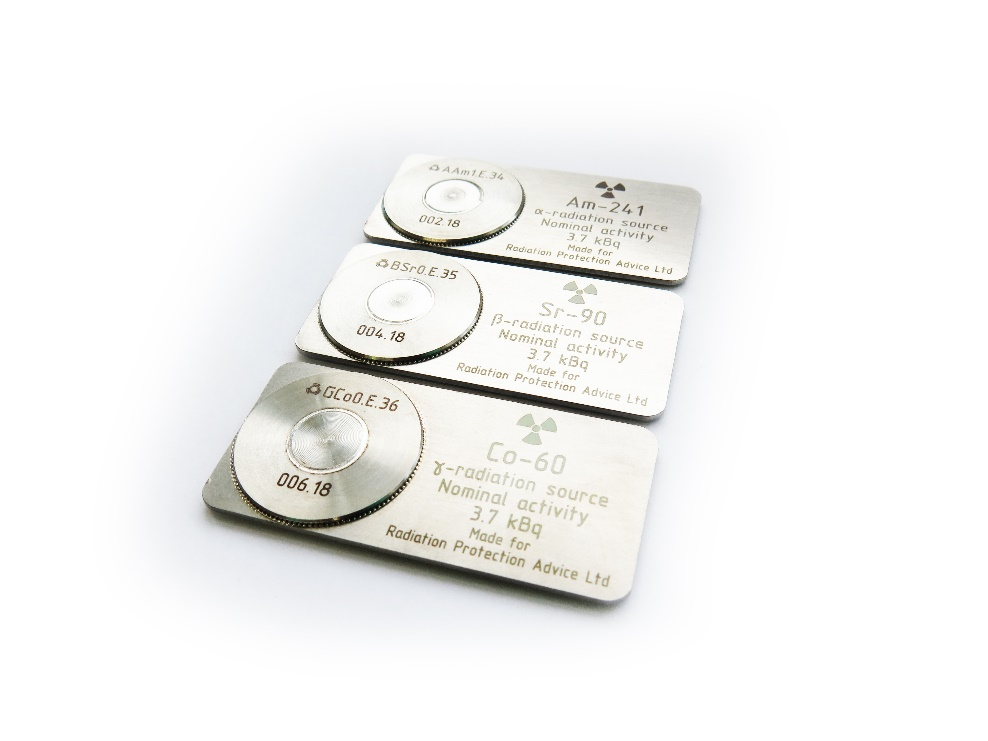 AAm1.E.34
002.18
Am-241
α-radiation source
Nominal activity
3.7 kBq
Made for
Radiation Protection Advice Ltd
BSr0.E.35
004.18
Sr-90
β-radiation source
Nominal activity
3.7 kBq
Made for
Radiation Protection Advice Ltd
GCo0.E.36
006.18
Co-60
γ-radiation source
Nominal activity
3.7 kBq
Made for
Radiation Protection Advice Ltd